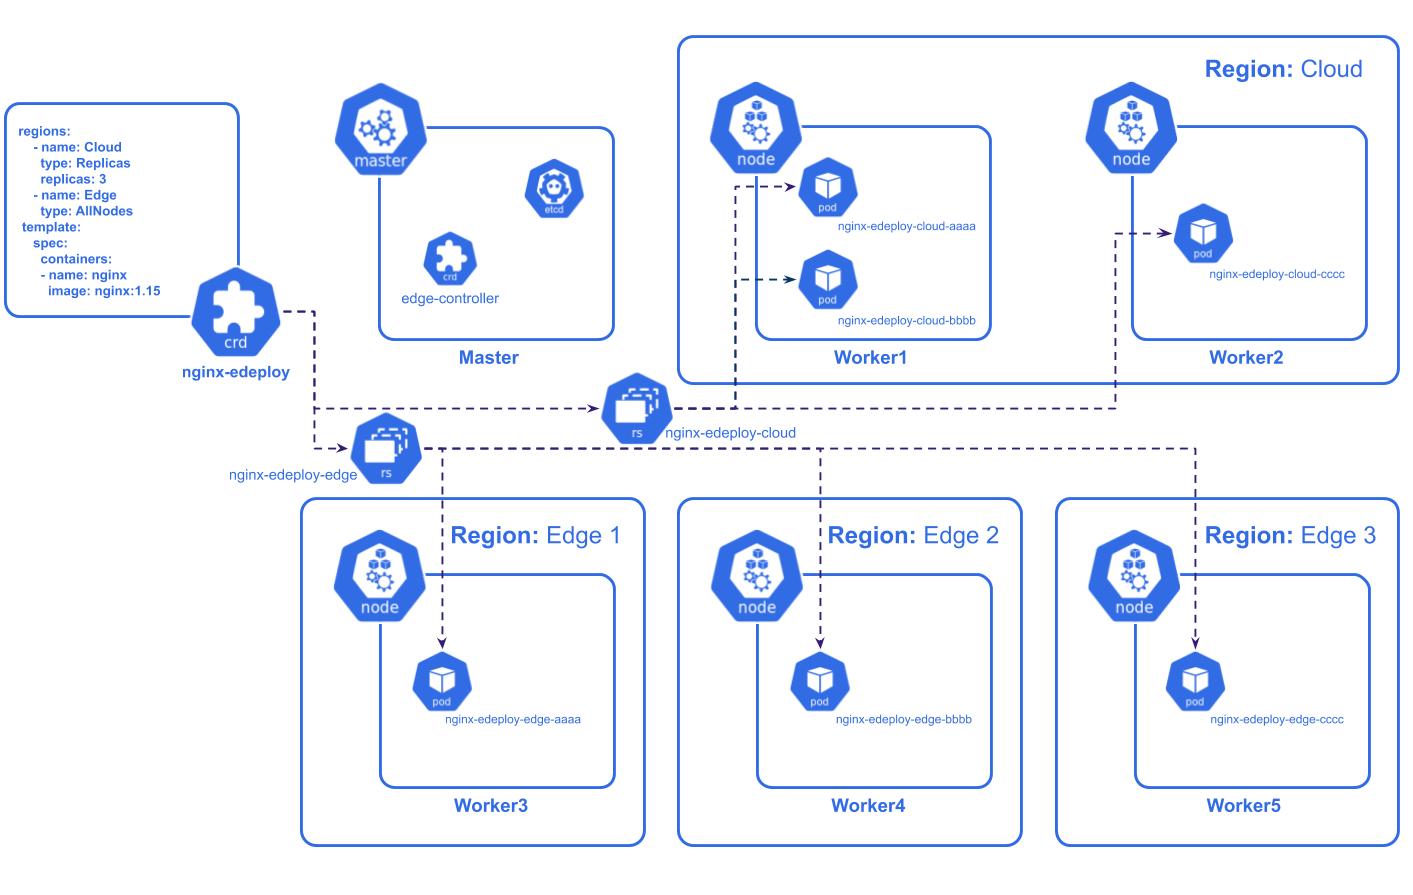 Region: Cloud
regions:
- name: Cloud
type: Replicas
replicas: 3
- name: Edge
type: AllNodes
template:
spec:
containers:
- name: nginx
image: nginx:1.15
crd
nginx-edeploy
master
etcd
crd
edge-controller
Master
node
pod
nginx-edeploy-cloud-aaaa
pod
nginx-edeploy-cloud-bbbb
Worker1
node
pod
nginx-edeploy-cloud-cccc
Worker2
rs
nginx-edeploy-cloud
rs
nginx-edeploy-edge
Region: Edge 1
node
pod
nginx-edeploy-edge-aaaa
Worker3
Region: Edge 2
node
pod
nginx-edeploy-edge-bbbb
Worker4
Region: Edge 3
node
pod
nginx-edeploy-edge-cccc
Worker5